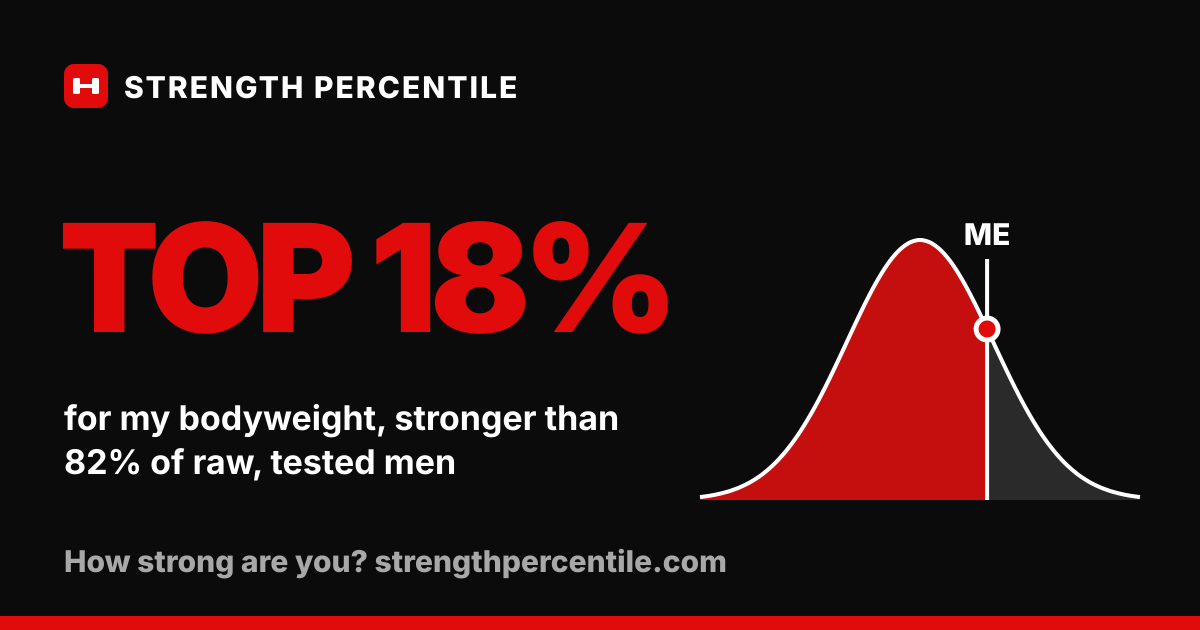 STRENGTH PERCENTILE
TOP 18%
ME
for my bodyweight, stronger than
82% of raw, tested men
How strong are you? strengthpercentile.com